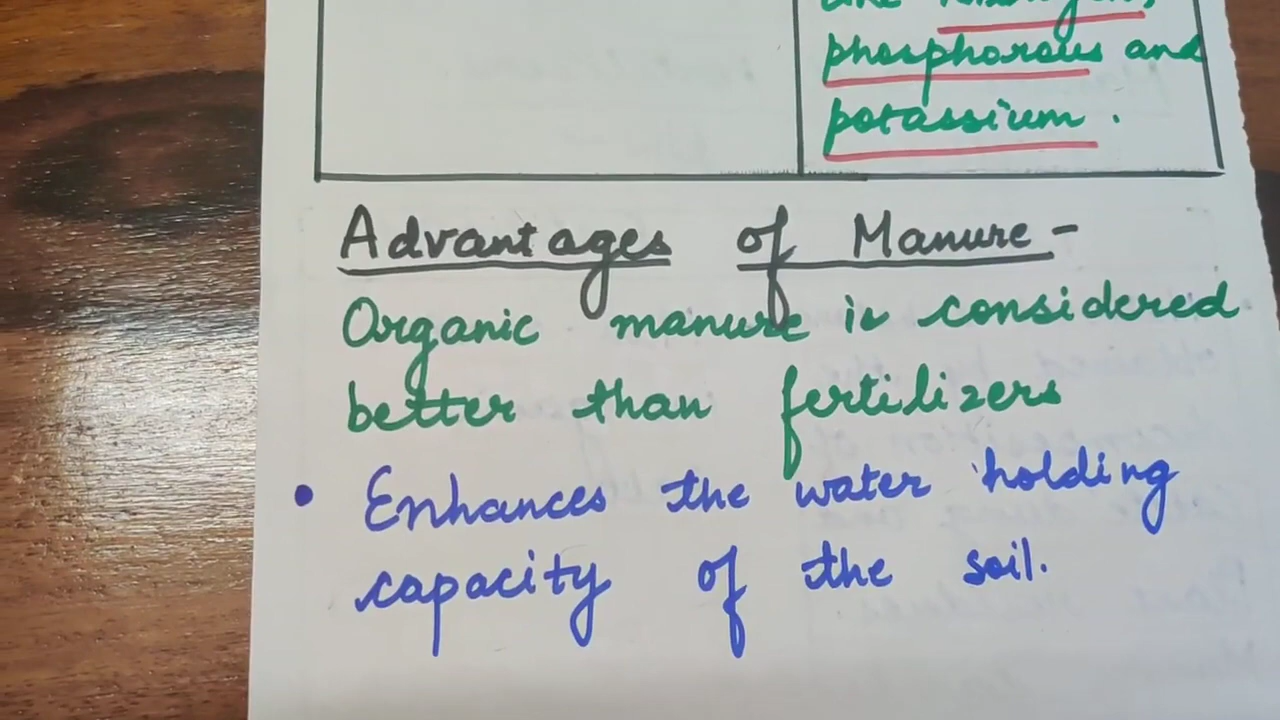 phosphorous and
potassium.
Advantages of Manure -
Organic manure is considered
better than fertilizers
• Enhances the water holding
capacity of the soil.